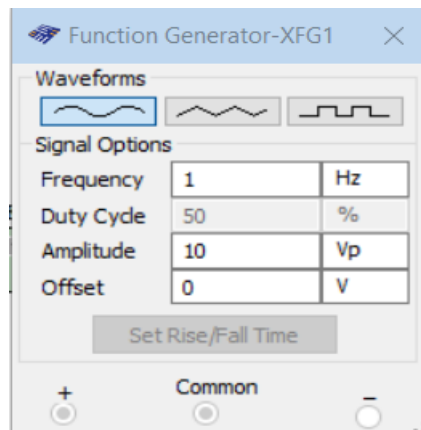 Function Generator-XFG1
Waveforms
Signal Options
Frequency 1 Hz
Duty Cycle 50 %
Amplitude 10 Vp
Offset 0 V
Set Rise/Fall Time
+ Common −